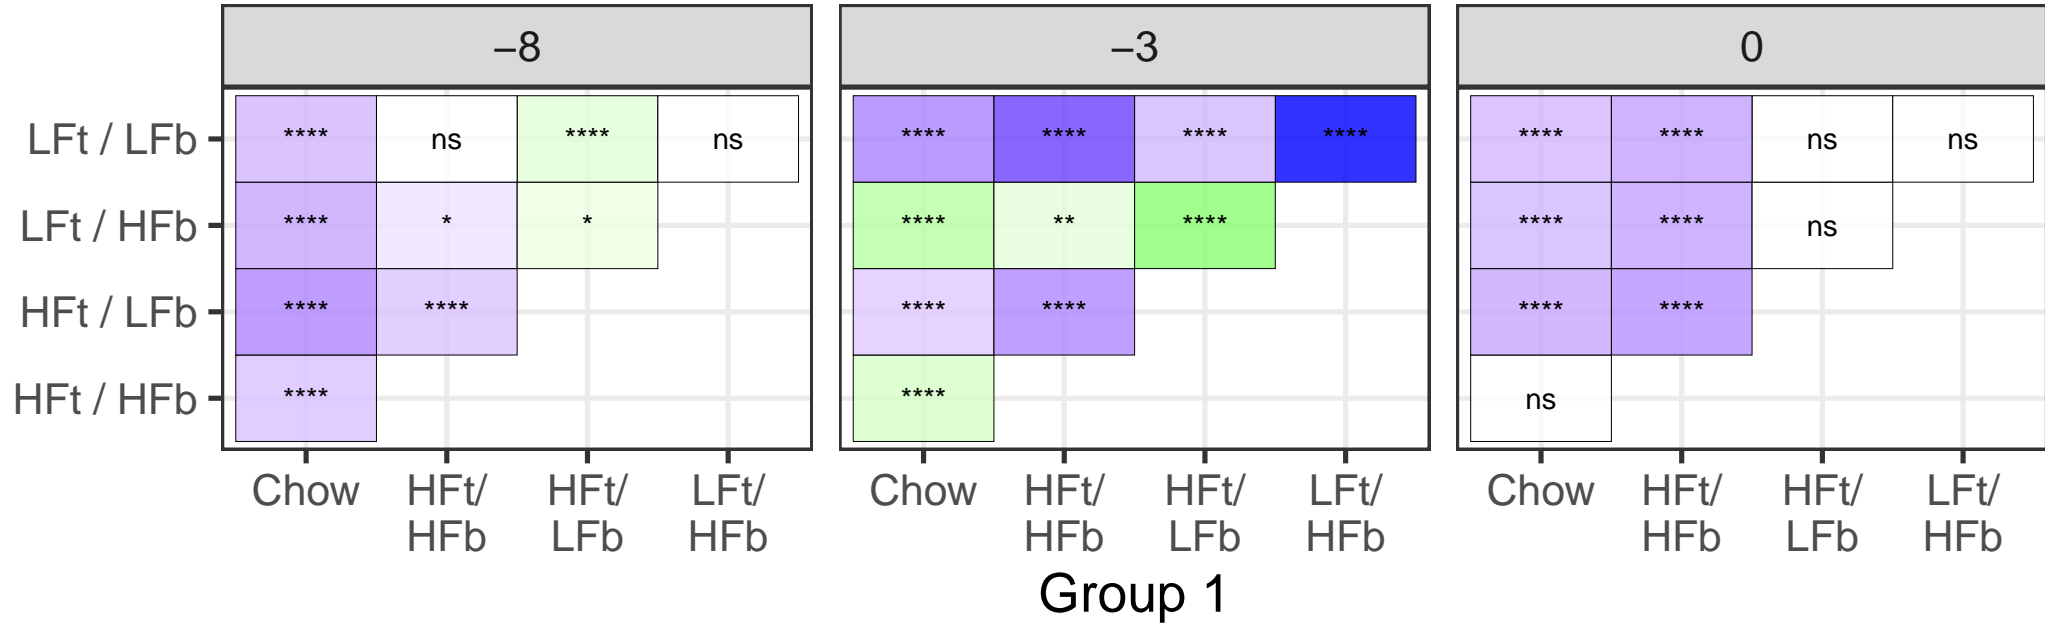 −8 −3 0
LFt / LFb **** ns **** ns **** **** **** **** **** **** ns ns
LFt / HFb **** * * **** ** **** **** **** ns
HFt / LFb **** **** **** **** **** ****
HFt / HFb **** **** ns
Chow HFt/ HFt/ LFt/ Chow HFt/ HFt/ LFt/ Chow HFt/ HFt/ LFt/
HFb LFb HFb HFb LFb HFb HFb LFb HFb
Group 1